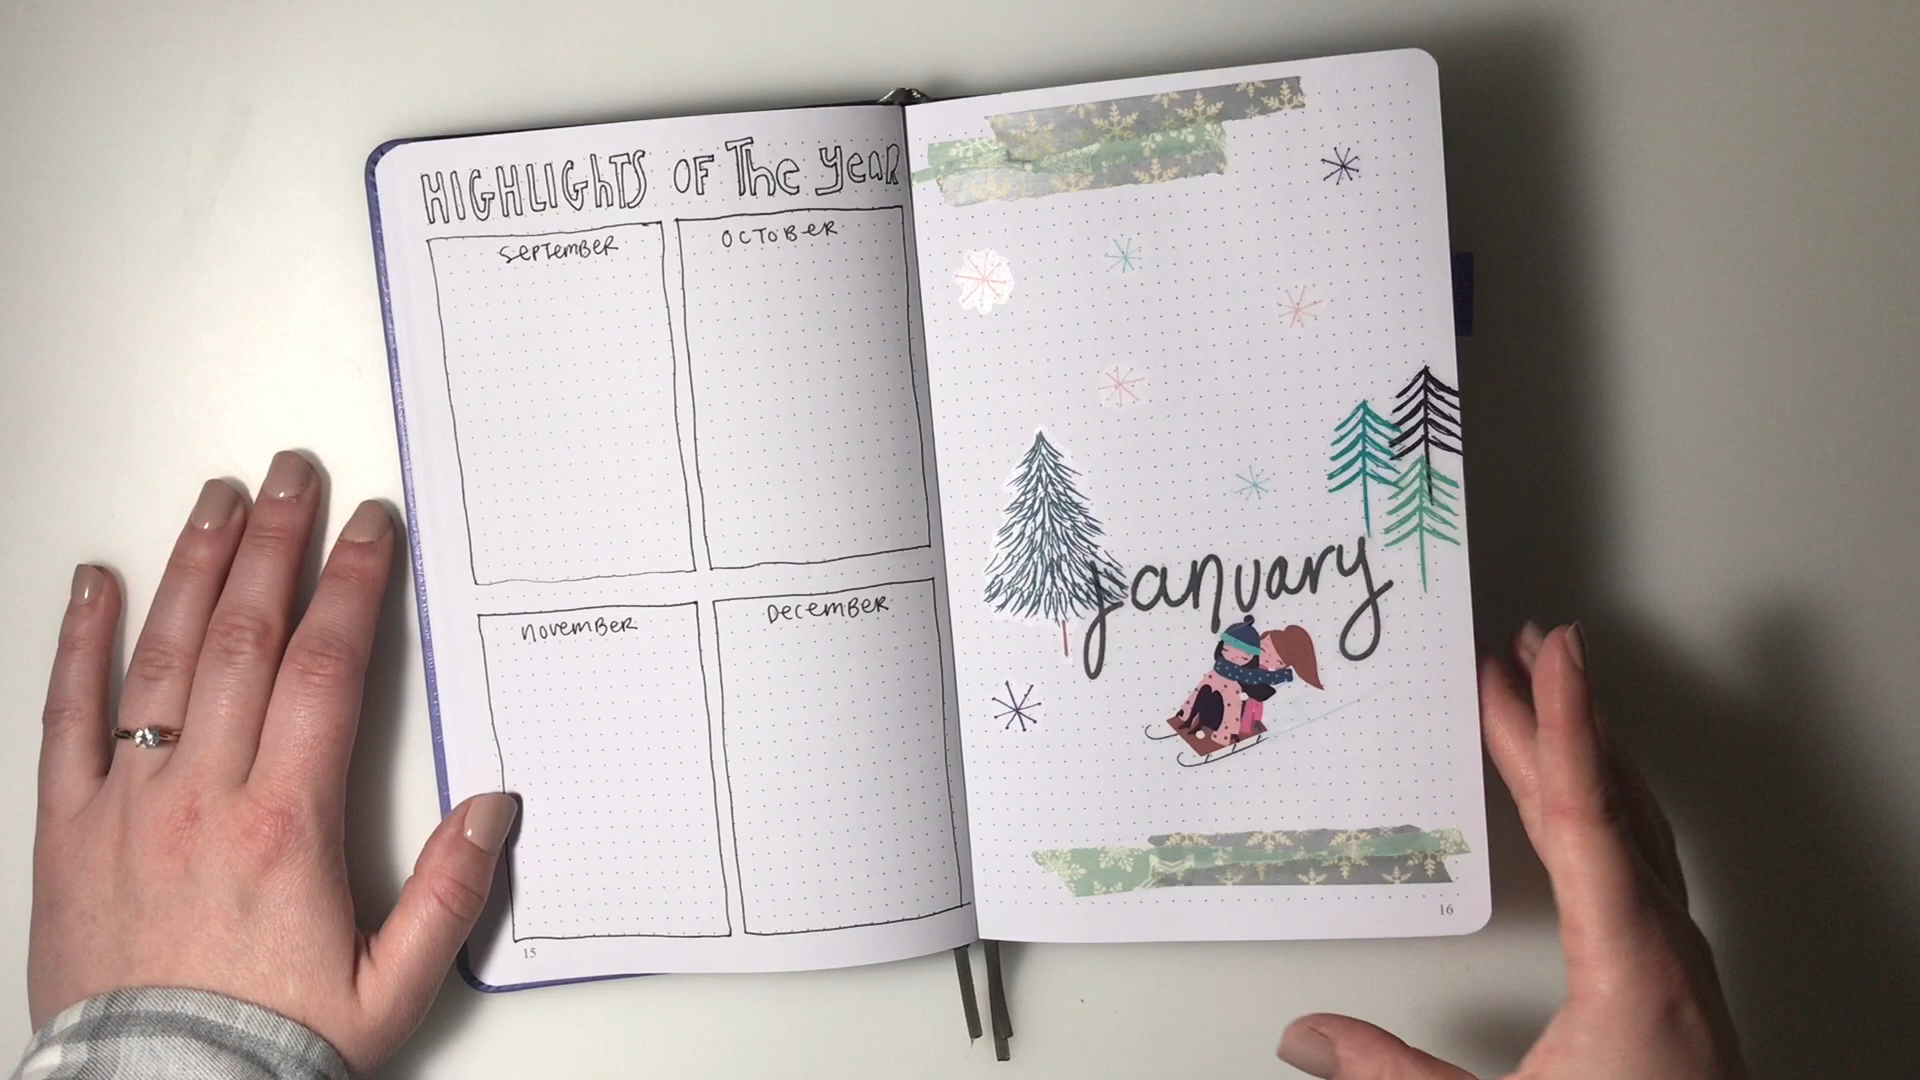 HIGHLIGHTS OF The Year
September October
November December
15
january
16